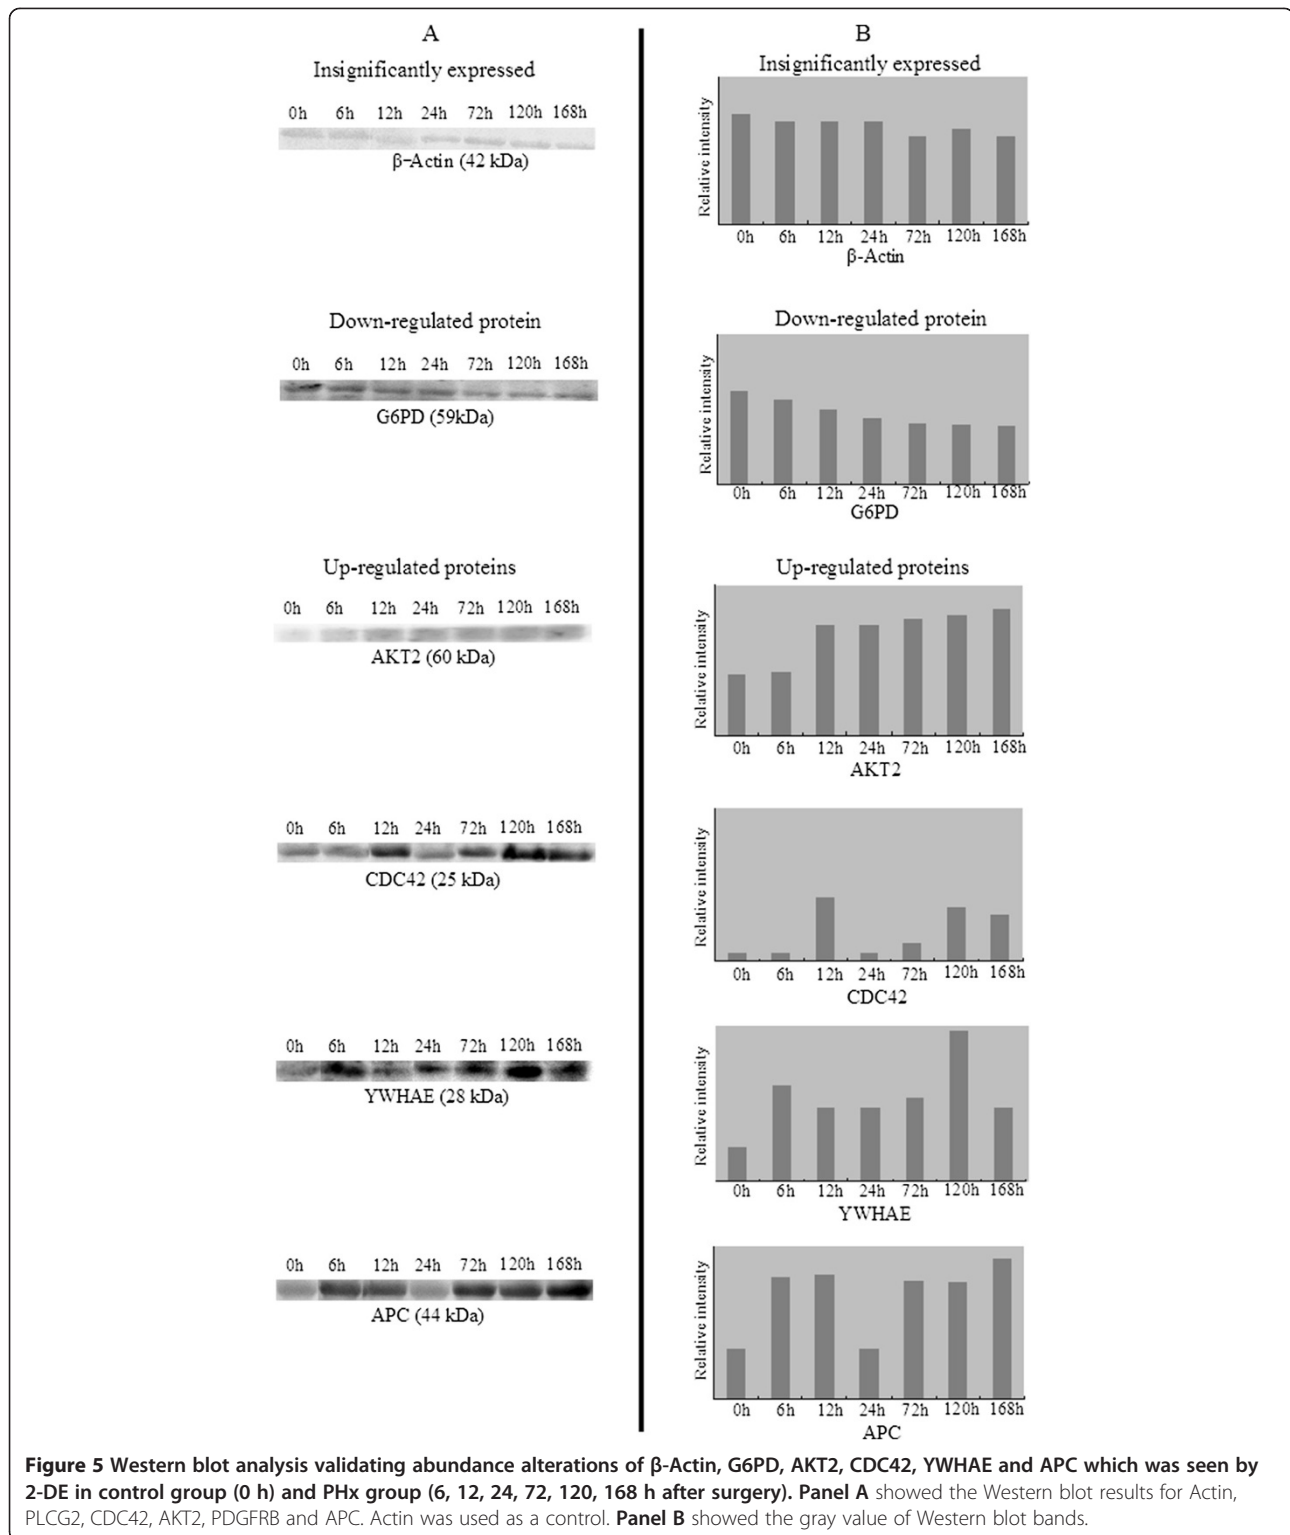 A
Insignificantly expressed
0h 6h 12h 24h 72h 120h 168h
β-Actin (42 kDa)
Down-regulated protein
0h 6h 12h 24h 72h 120h 168h
G6PD (59kDa)
Up-regulated proteins
0h 6h 12h 24h 72h 120h 168h
AKT2 (60 kDa)
0h 6h 12h 24h 72h 120h 168h
CDC42 (25 kDa)
0h 6h 12h 24h 72h 120h 168h
YWHAE (28 kDa)
0h 6h 12h 24h 72h 120h 168h
APC (44 kDa)
B
Insignificantly expressed
Relative intensity
0h 6h 12h 24h 72h 120h 168h
β-Actin
Down-regulated protein
Relative intensity
0h 6h 12h 24h 72h 120h 168h
G6PD
Up-regulated proteins
Relative intensity
0h 6h 12h 24h 72h 120h 168h
AKT2
Relative intensity
0h 6h 12h 24h 72h 120h 168h
CDC42
Relative intensity
0h 6h 12h 24h 72h 120h 168h
YWHAE
Relative intensity
0h 6h 12h 24h 72h 120h 168h
APC
Figure 5 Western blot analysis validating abundance alterations of β-Actin, G6PD, AKT2, CDC42, YWHAE and APC which was seen by
2-DE in control group (0 h) and PHx group (6, 12, 24, 72, 120, 168 h after surgery). Panel A showed the Western blot results for Actin,
PLCG2, CDC42, AKT2, PDGFRB and APC. Actin was used as a control. Panel B showed the gray value of Western blot bands.